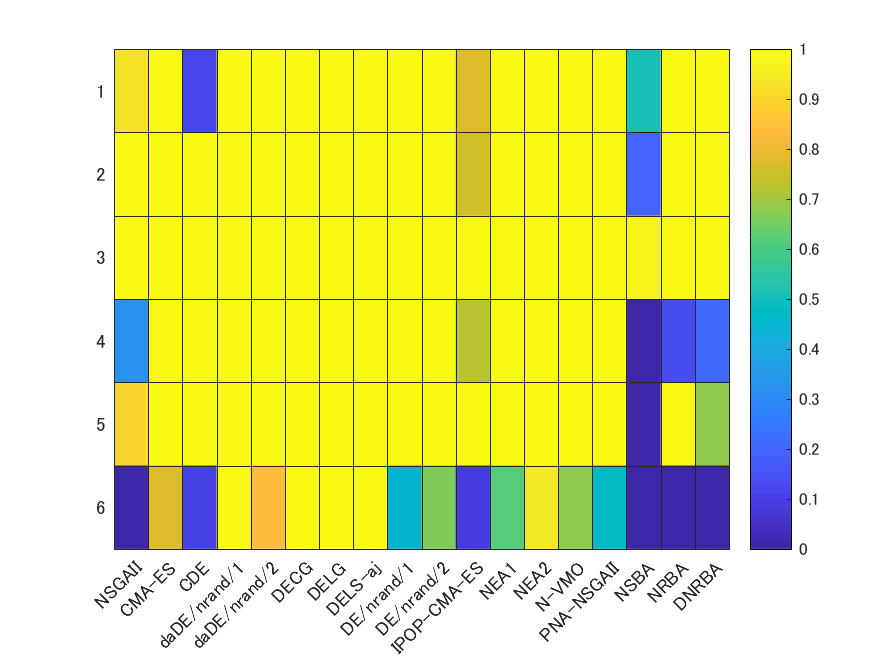 1
2
3
4
5
6
NSGAII
CMA-ES
CDE
daDE/nrand/1
daDE/nrand/2
DECG
DELG
DELS-aj
DE/nrand/1
DE/nrand/2
IPOP-CMA-ES
NEA1
NEA2
N-VMO
PNA-NSGAII
NSBA
NRBA
DNRBA
1
0.9
0.8
0.7
0.6
0.5
0.4
0.3
0.2
0.1
0